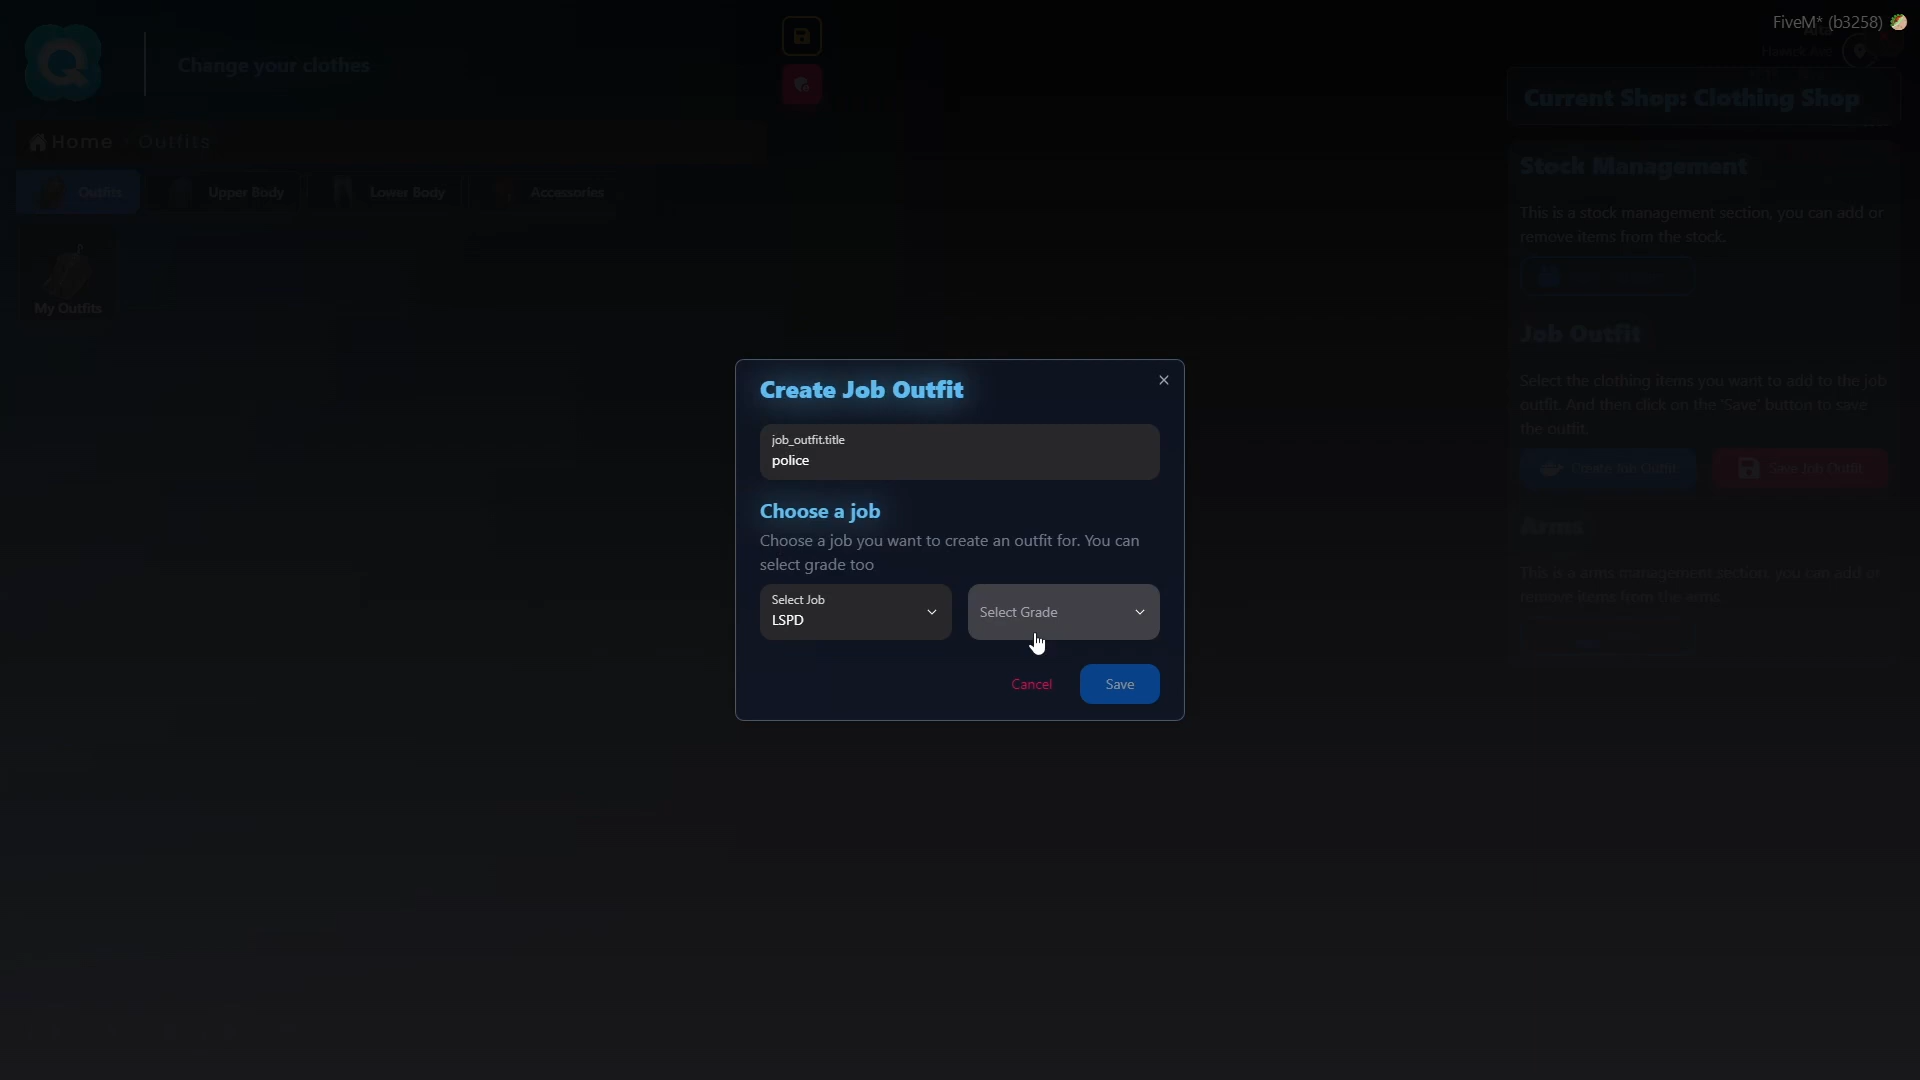 FiveM* (b3258)
Change your clothes
Current Shop: Clothing Shop
Home
Outfits
Outfits
Upper Body
Lower Body
Accessories
My Outfits
Stock Management
This is a stock management section, you can add or
remove items from the stock.
Job Outfit
Select the clothing items you want to add to the job
outfit. And then click on the 'Save' button to save
the outfit.
Create Job Outfit
Save Job Outfit
Arms
This is a arms management section, you can add or
remove items from the arms.
Create Job Outfit
job_outfit.title
police
Choose a job
Choose a job you want to create an outfit for. You can
select grade too
Select Job
LSPD
Select Grade
Cancel
Save